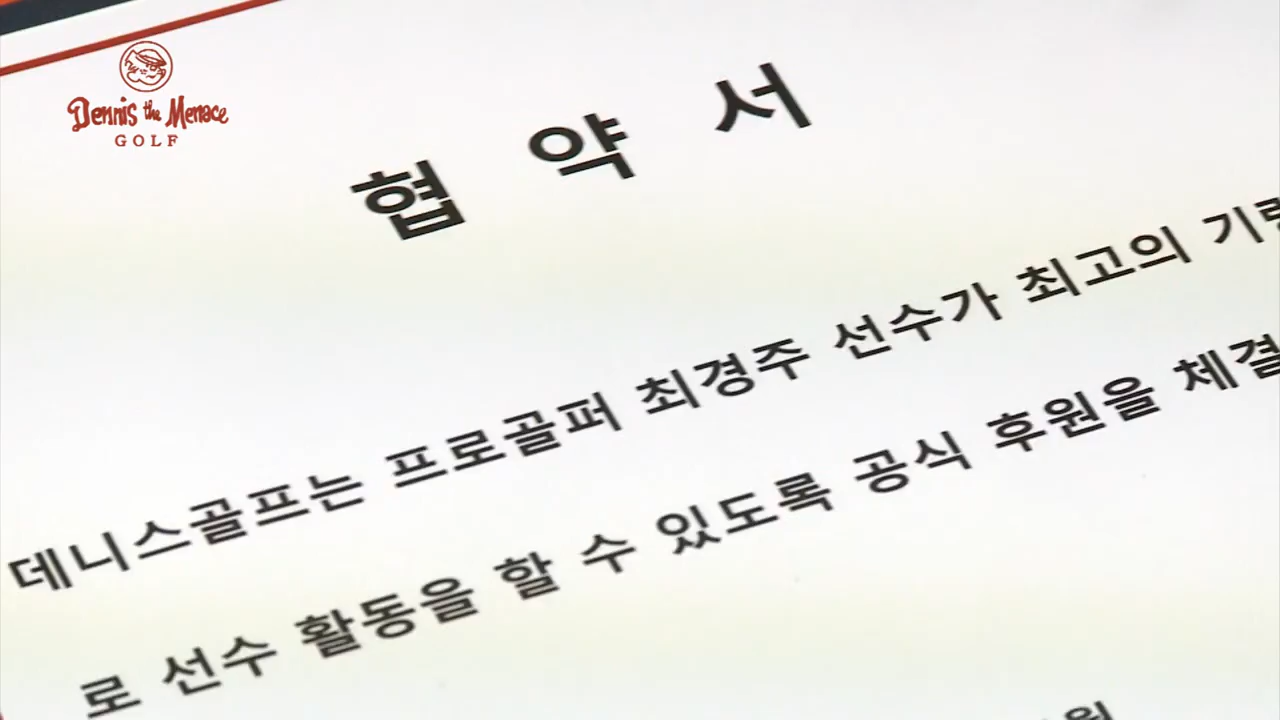 Dennis the Menace
GOLF
협 약 서
데니스골프는 프로골퍼 최경주 선수가 최고의
로 선수 활동을 할 수 있도록 공식 후원을 체결